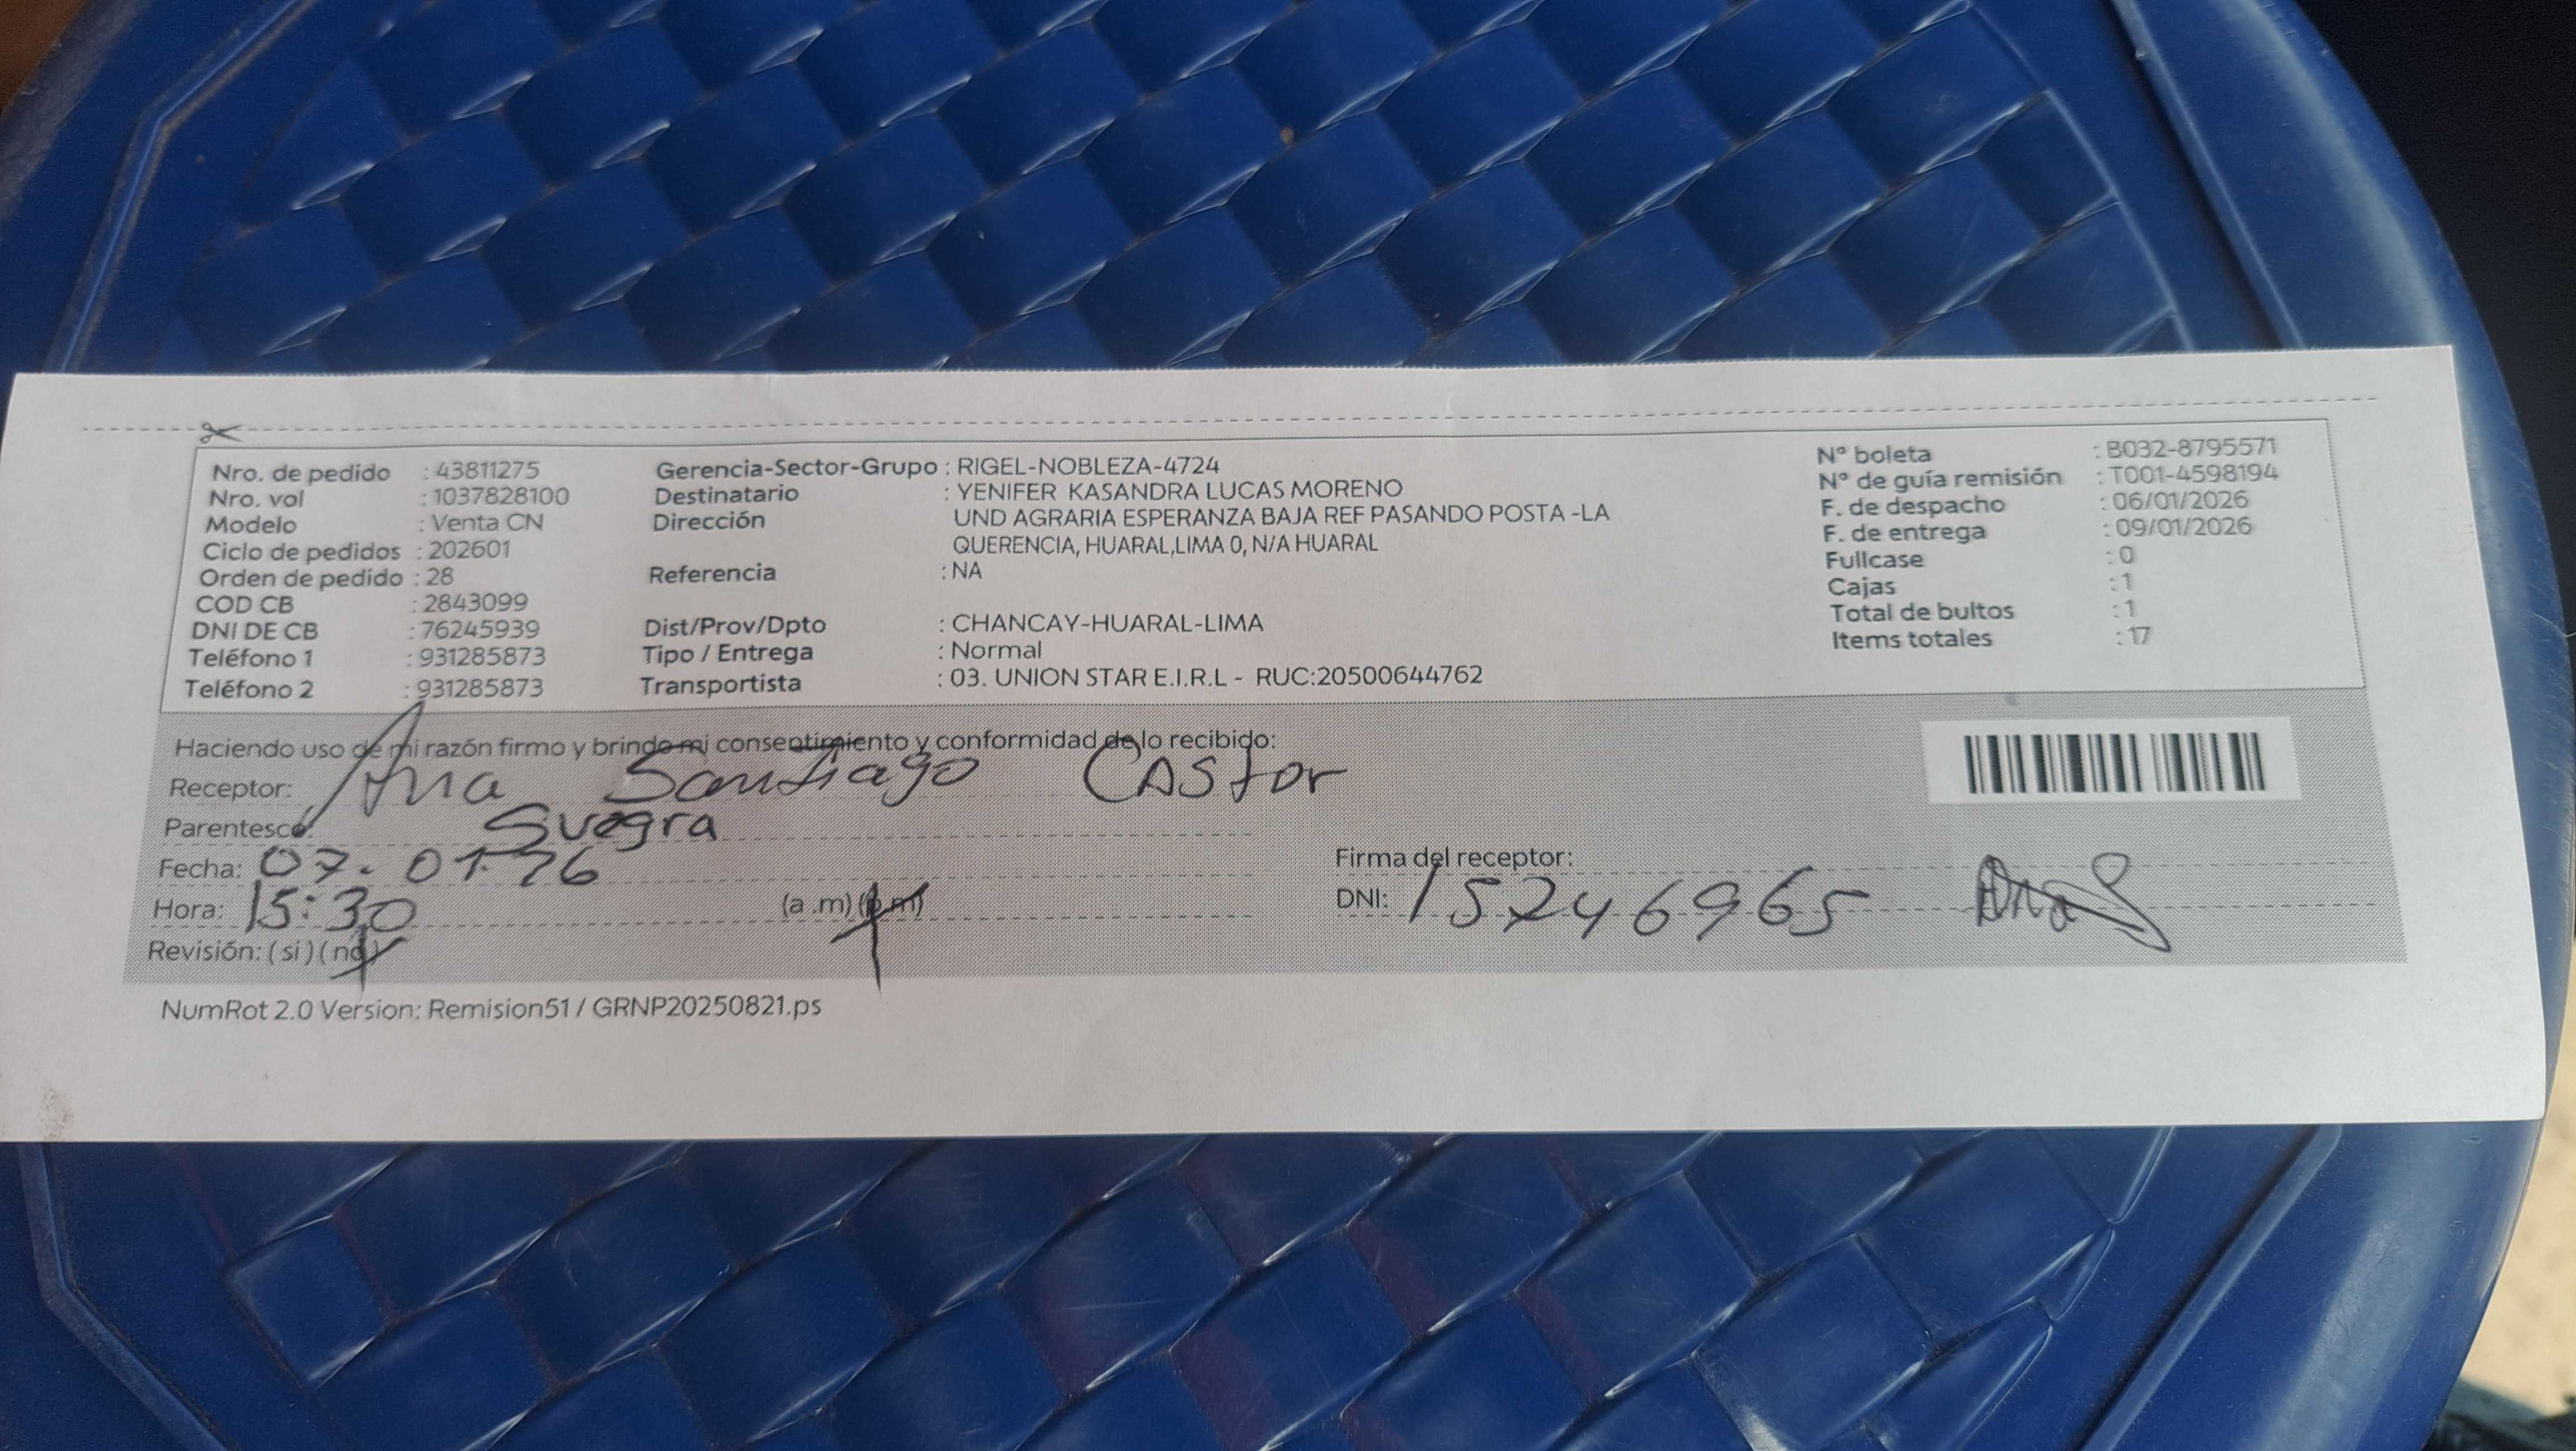 Nro. de pedido : 43811275
Nro. vol : 1037828100
Modelo : Venta CN
Ciclo de pedidos : 202601
Orden de pedido : 28
COD CB : 2843099
DNI DE CB : 76245939
Teléfono 1 : 931285873
Teléfono 2 : 931285873
Gerencia-Sector-Grupo : RIGEL-NOBLEZA-4724
Destinatario : YENIFER KASANDRA LUCAS MORENO
Dirección UND AGRARIA ESPERANZA BAJA REF PASANDO POSTA -LA
QUERENCIA, HUARAL,LIMA 0, N/A HUARAL
Referencia : NA
Dist/Prov/Dpto : CHANCAY-HUARAL-LIMA
Tipo / Entrega : Normal
Transportista : 03. UNION STAR E.I.R.L - RUC:20500644762
N° boleta : B032-8795571
N° de guía remisión : T001-4598194
F. de despacho : 06/01/2026
F. de entrega : 09/01/2026
Fullcase : 0
Cajas : 1
Total de bultos : 1
Items totales : 17
Haciendo uso de mi razón firmo y brindo mi consentimiento y conformidad de lo recibido:
Receptor: Ana Santiago Castor
Parentesco: Suegra
Fecha: 07-01-26
Hora: 15:30 (a .m) (p.m)
Revisión: ( si ) ( no )
Firma del receptor:
DNI: 15246965 Ana
NumRot 2.0 Version: Remision51 / GRNP20250821.ps